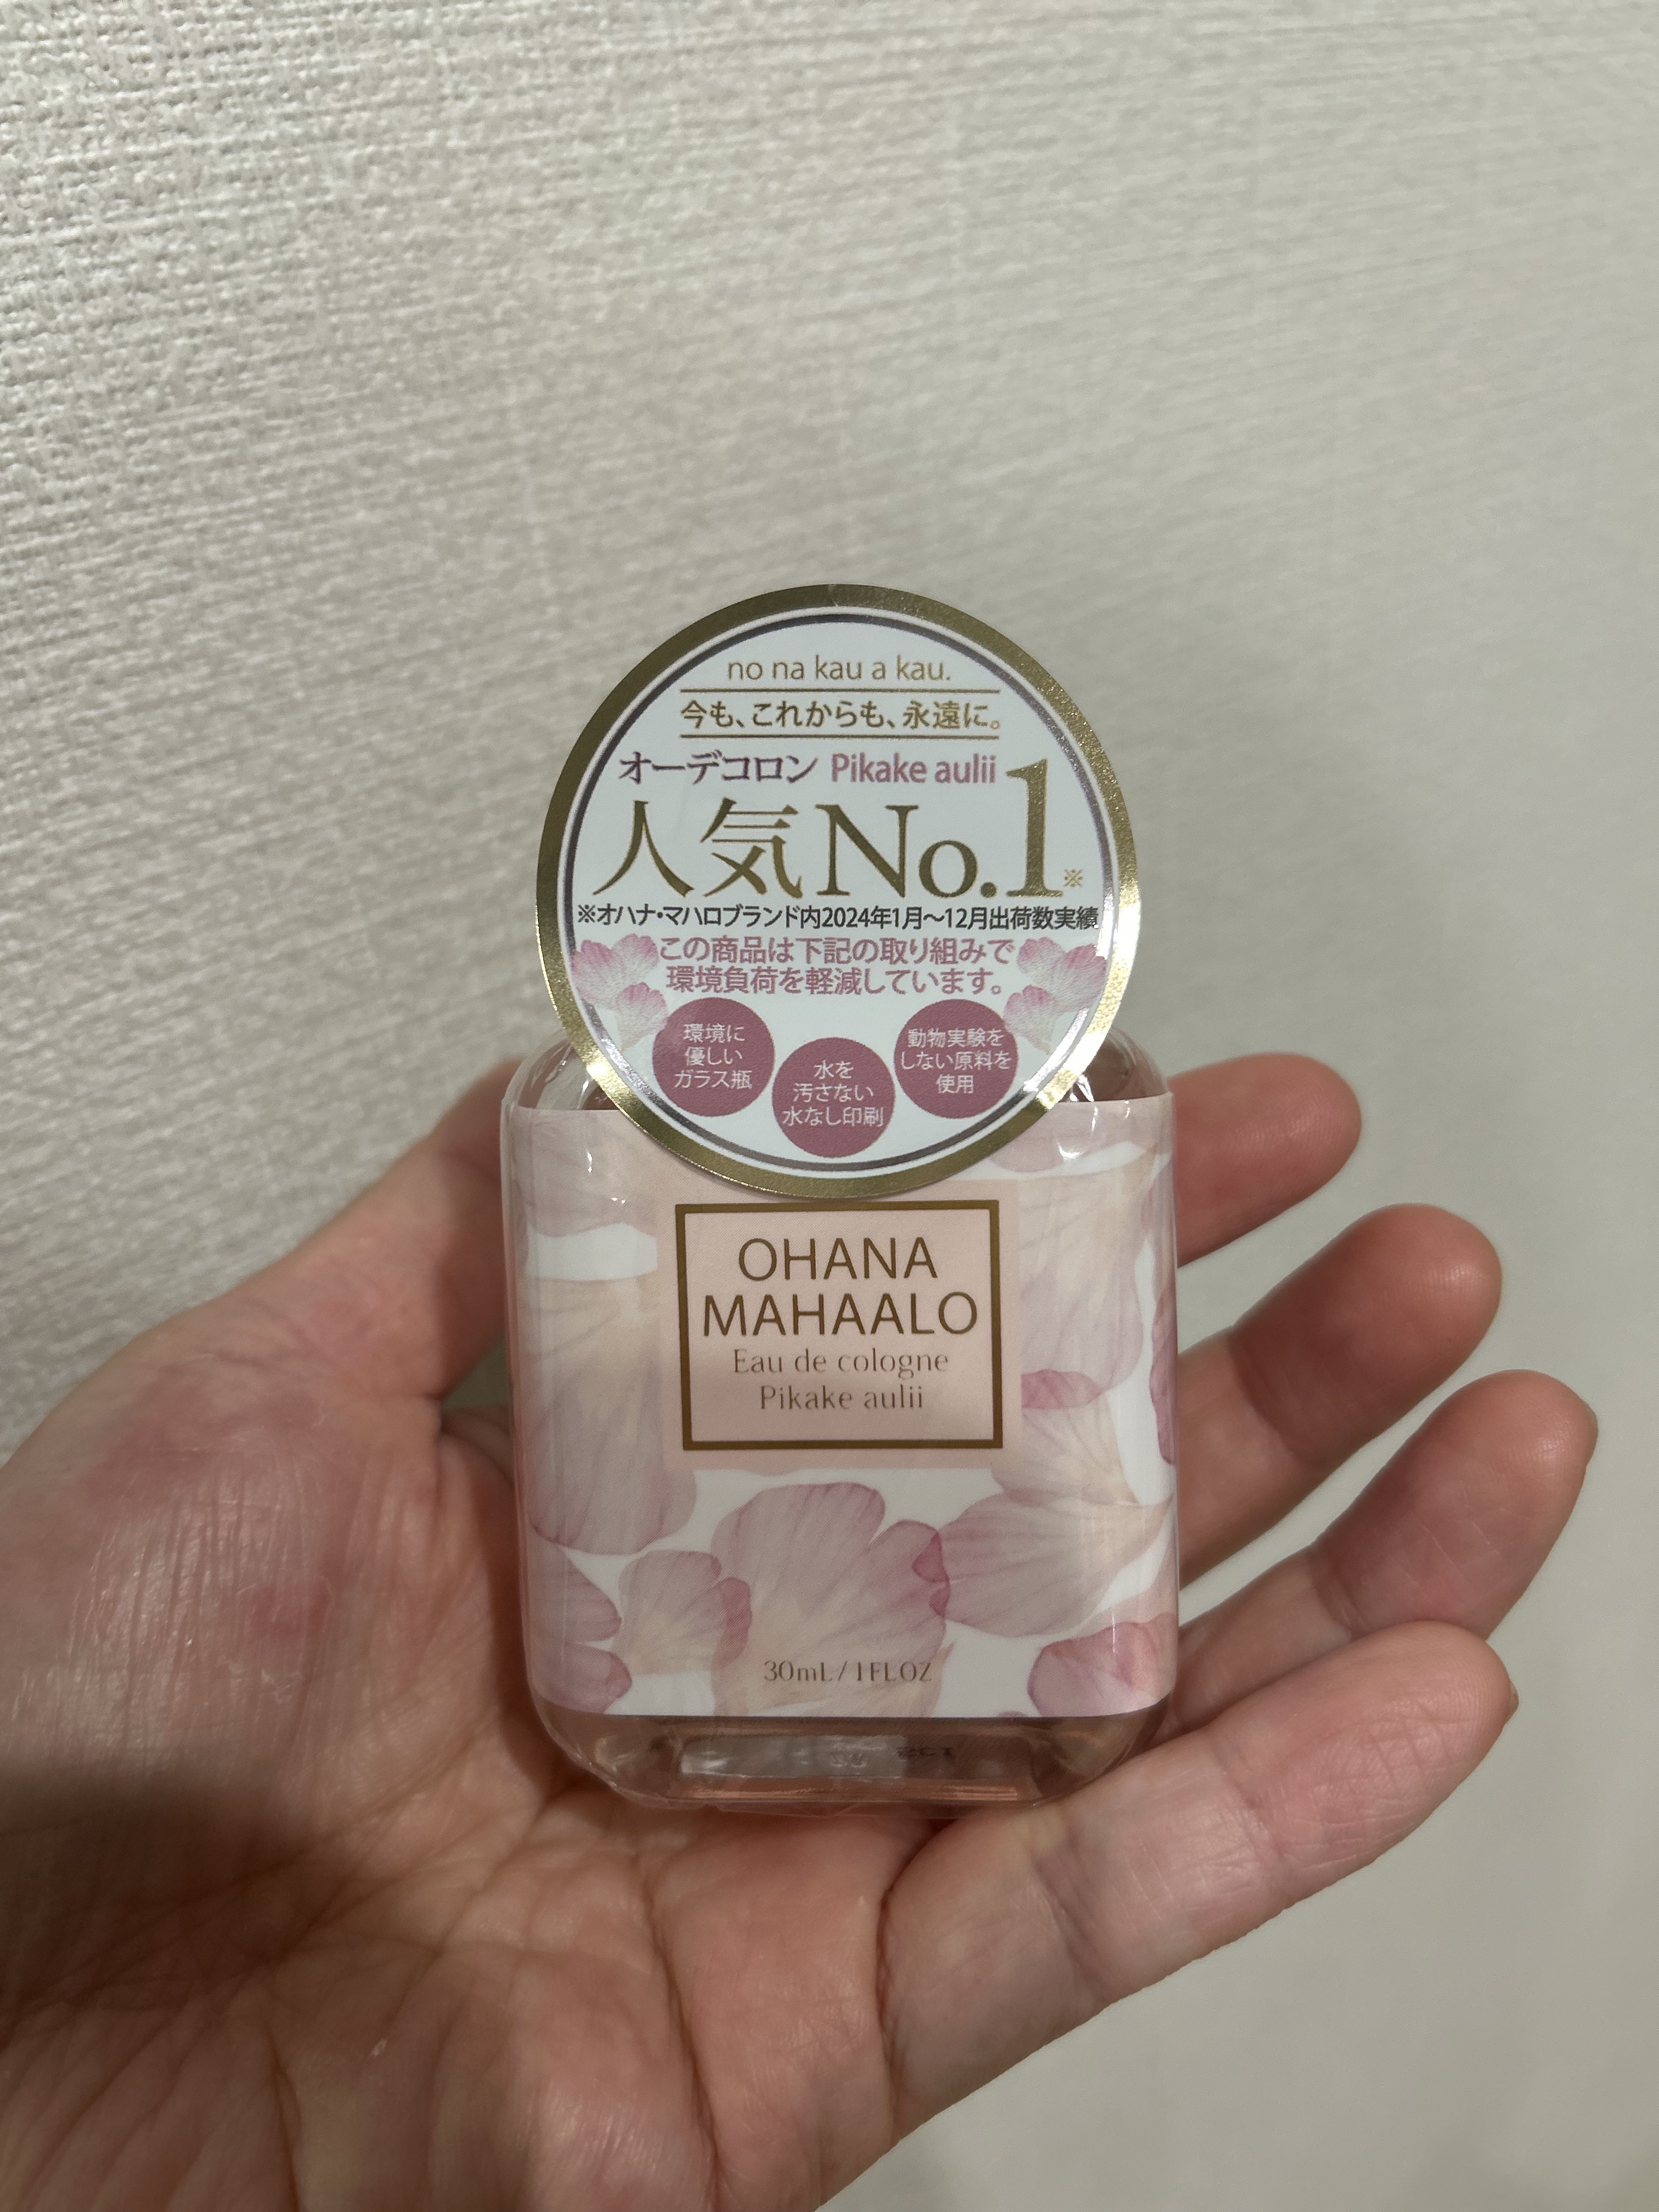 no na kau a kau.
今も、これからも、永遠に。
オーデコロン Pikake aulii
人気No.1※
※オハナ・マハロブランド内2024年1月～12月出荷数実績
この商品は下記の取り組みで
環境負荷を軽減しています。
環境に
優しい
ガラス瓶
水を
汚さない
水なし印刷
動物実験を
しない原料を
使用
OHANA
MAHAALO
Eau de cologne
Pikake aulii
30mL/1FLOZ